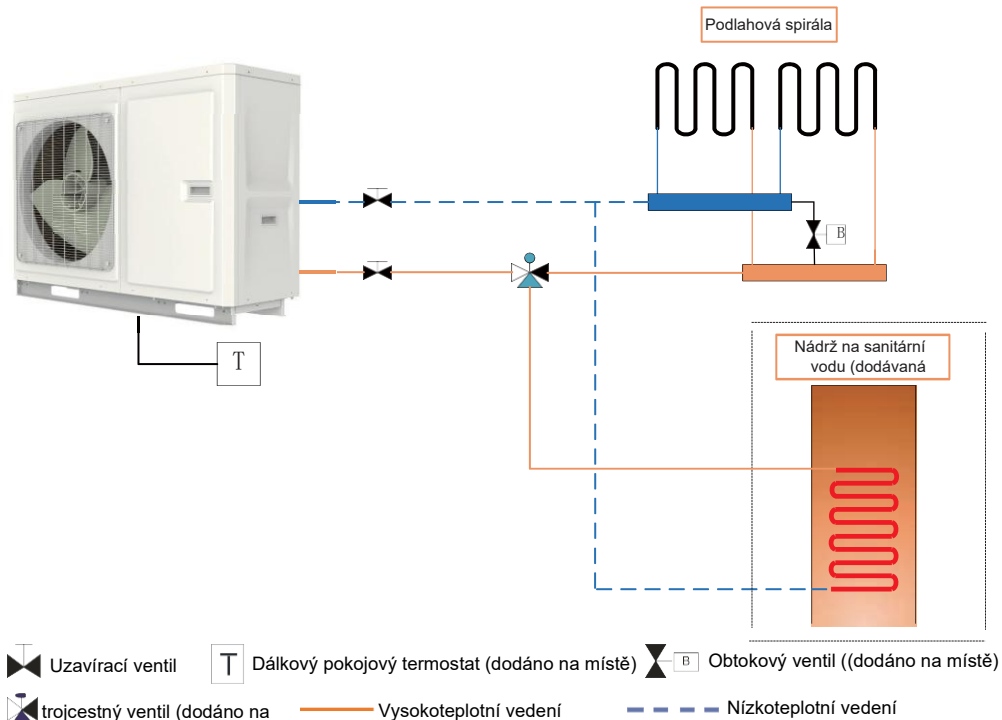 Podlahová spirála
B
T
Nádrž na sanitární
vodu (dodávaná
Uzavírací ventil
T
Dálkový pokojový termostat (dodáno na místě)
B
Obtokový ventil ((dodáno na místě)
trojcestný ventil (dodáno na
Vysokoteplotní vedení
Nízkoteplotní vedení